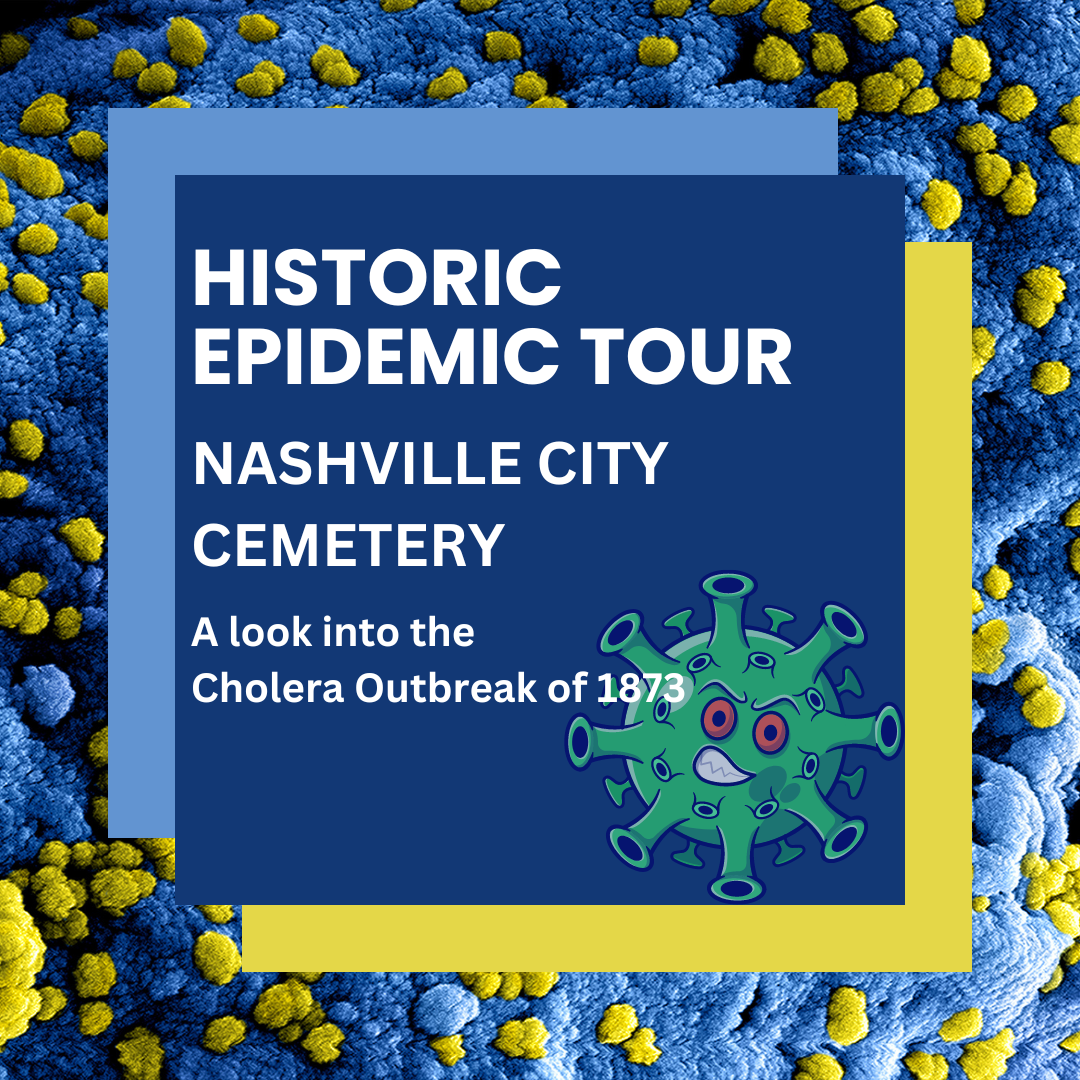 HISTORIC
EPIDEMIC TOUR
NASHVILLE CITY
CEMETERY
A look into the
Cholera Outbreak of 1873